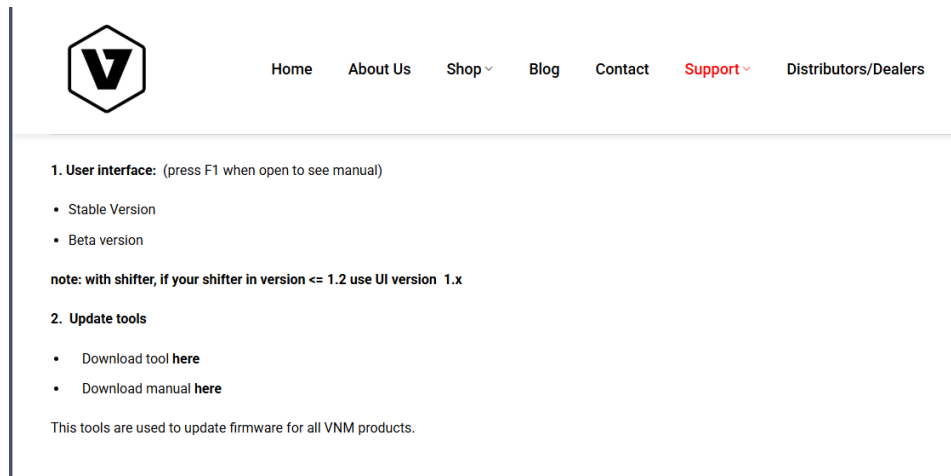 Home About Us Shop Blog Contact Support Distributors/Dealers
1. User interface: (press F1 when open to see manual)
• Stable Version
• Beta version
note: with shifter, if your shifter in version <= 1.2 use UI version 1.x
2. Update tools
• Download tool here
• Download manual here
This tools are used to update firmware for all VNM products.